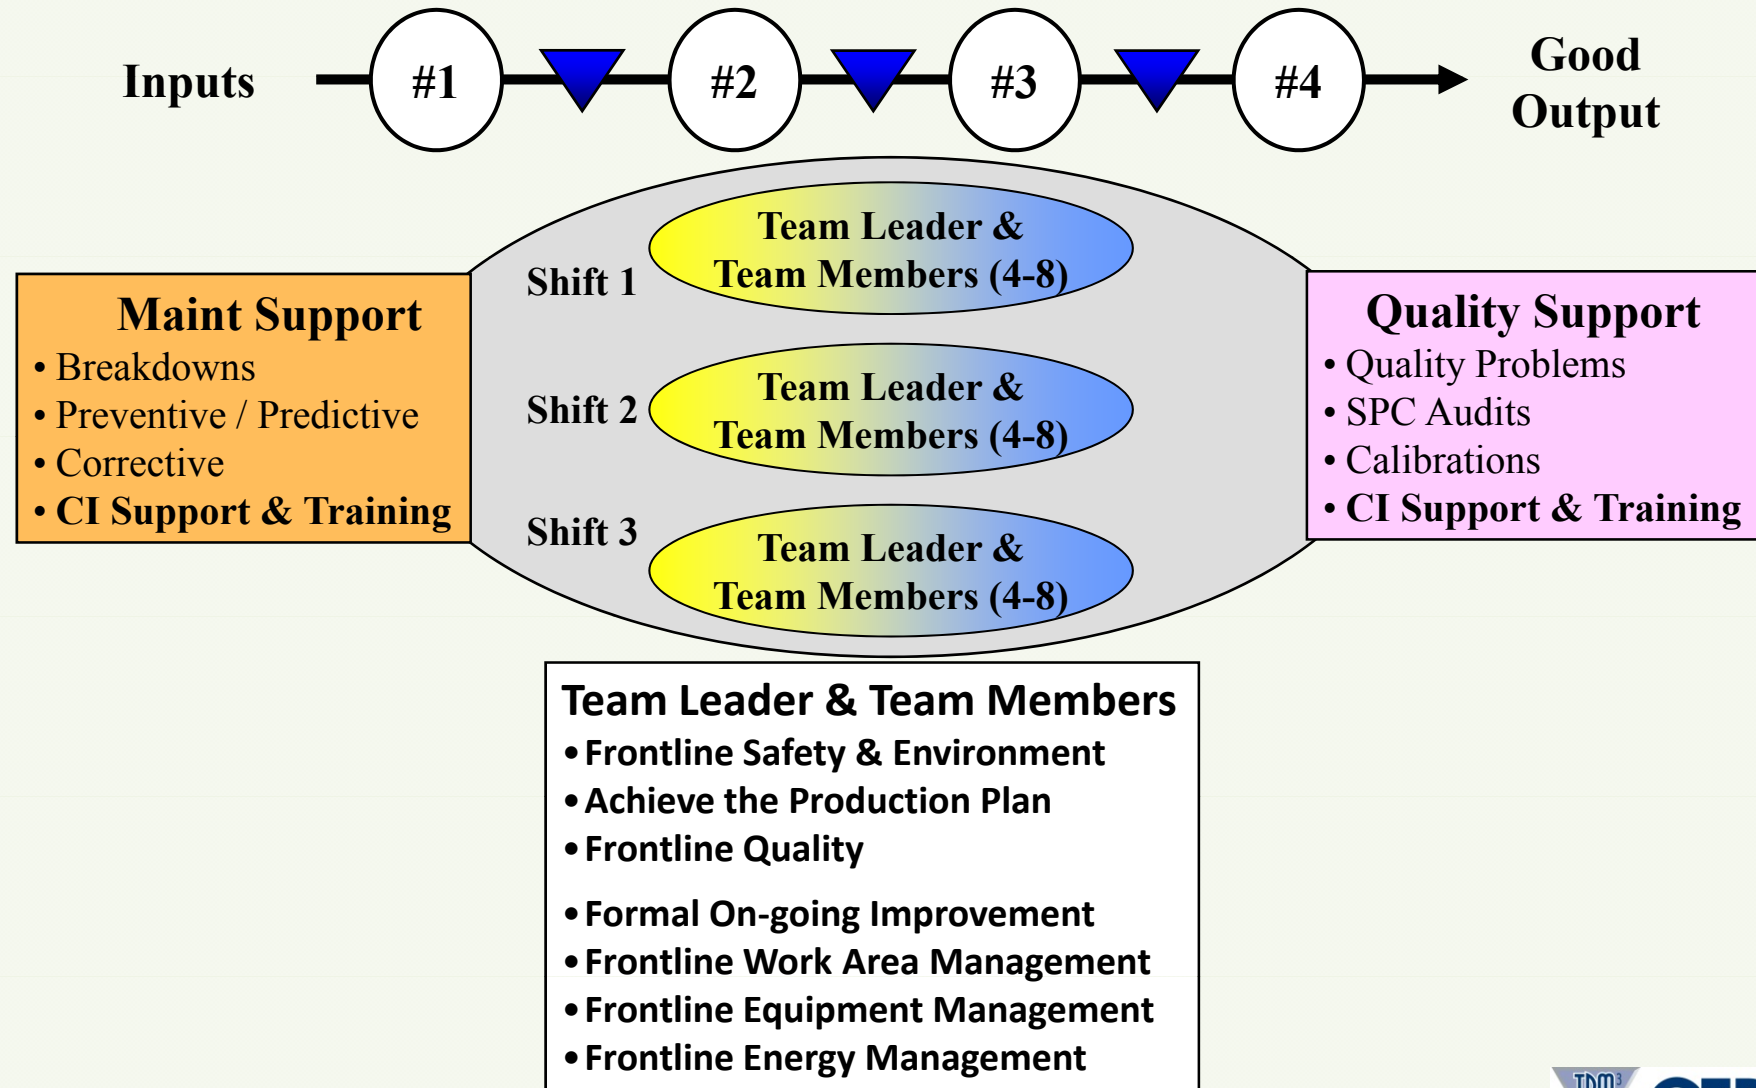 Inputs
#1
#2
#3
#4
Good
Output
Team Leader &
Team Members (4-8)
Shift 1
Team Leader &
Team Members (4-8)
Shift 2
Team Leader &
Team Members (4-8)
Shift 3
Maint Support
• Breakdowns
• Preventive / Predictive
• Corrective
• CI Support & Training
Quality Support
• Quality Problems
• SPC Audits
• Calibrations
• CI Support & Training
Team Leader & Team Members
• Frontline Safety & Environment
• Achieve the Production Plan
• Frontline Quality
• Formal On-going Improvement
• Frontline Work Area Management
• Frontline Equipment Management
• Frontline Energy Management